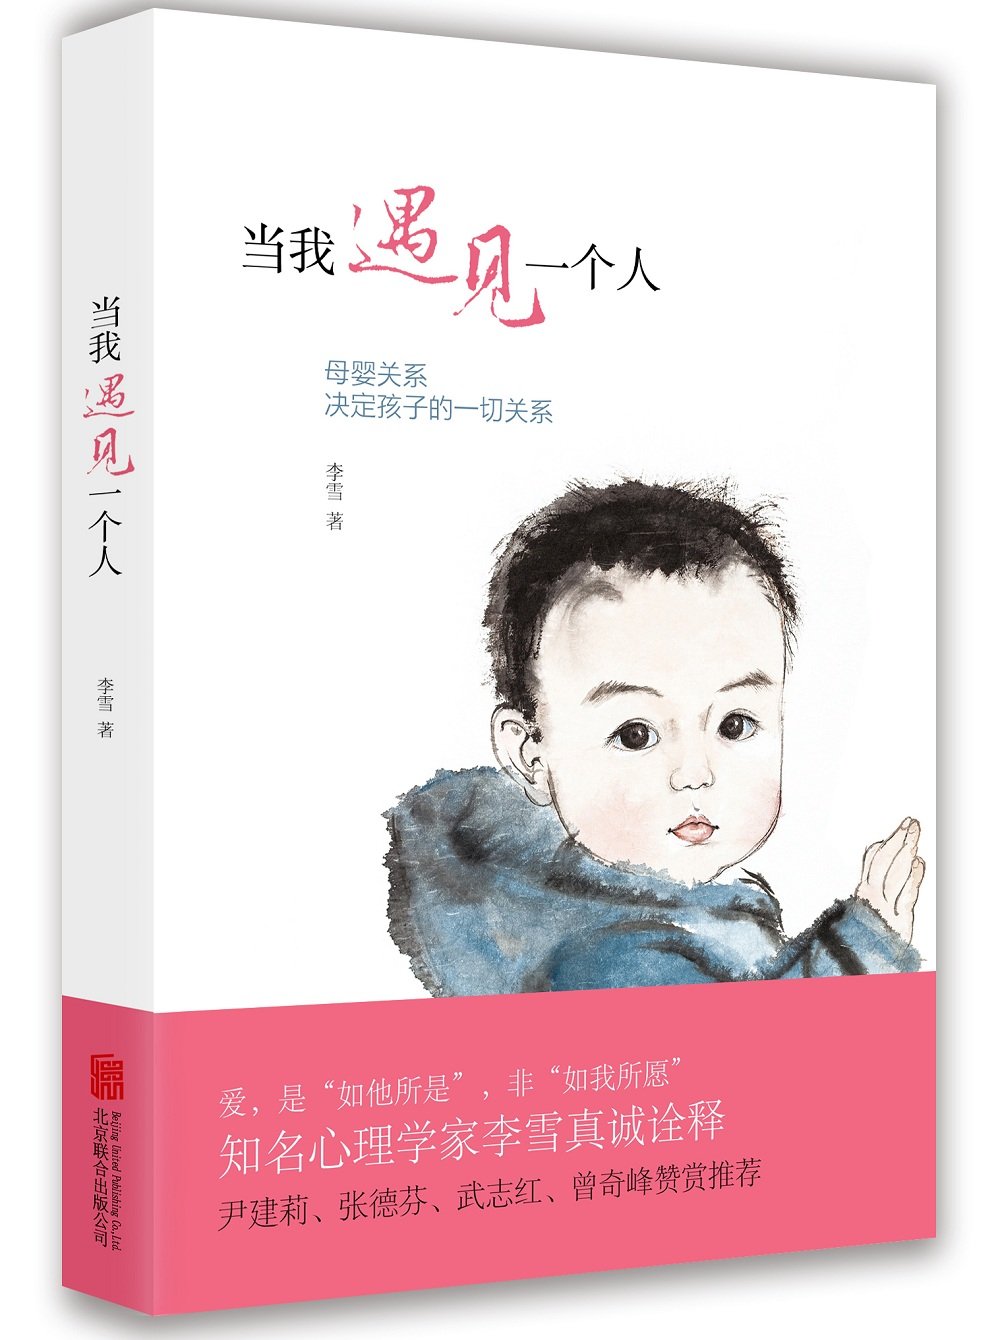 当我遇见一个人
母婴关系
决定孩子的一切关系
李雪 著
爱，是“如他所是”，非“如我所愿”
知名心理学家李雪真诚诠释
尹建莉、张德芬、武志红、曾奇峰赞赏推荐
当我遇见一个人
李雪 著
北京联合出版公司
Beijing United Publishing Co.,Ltd.